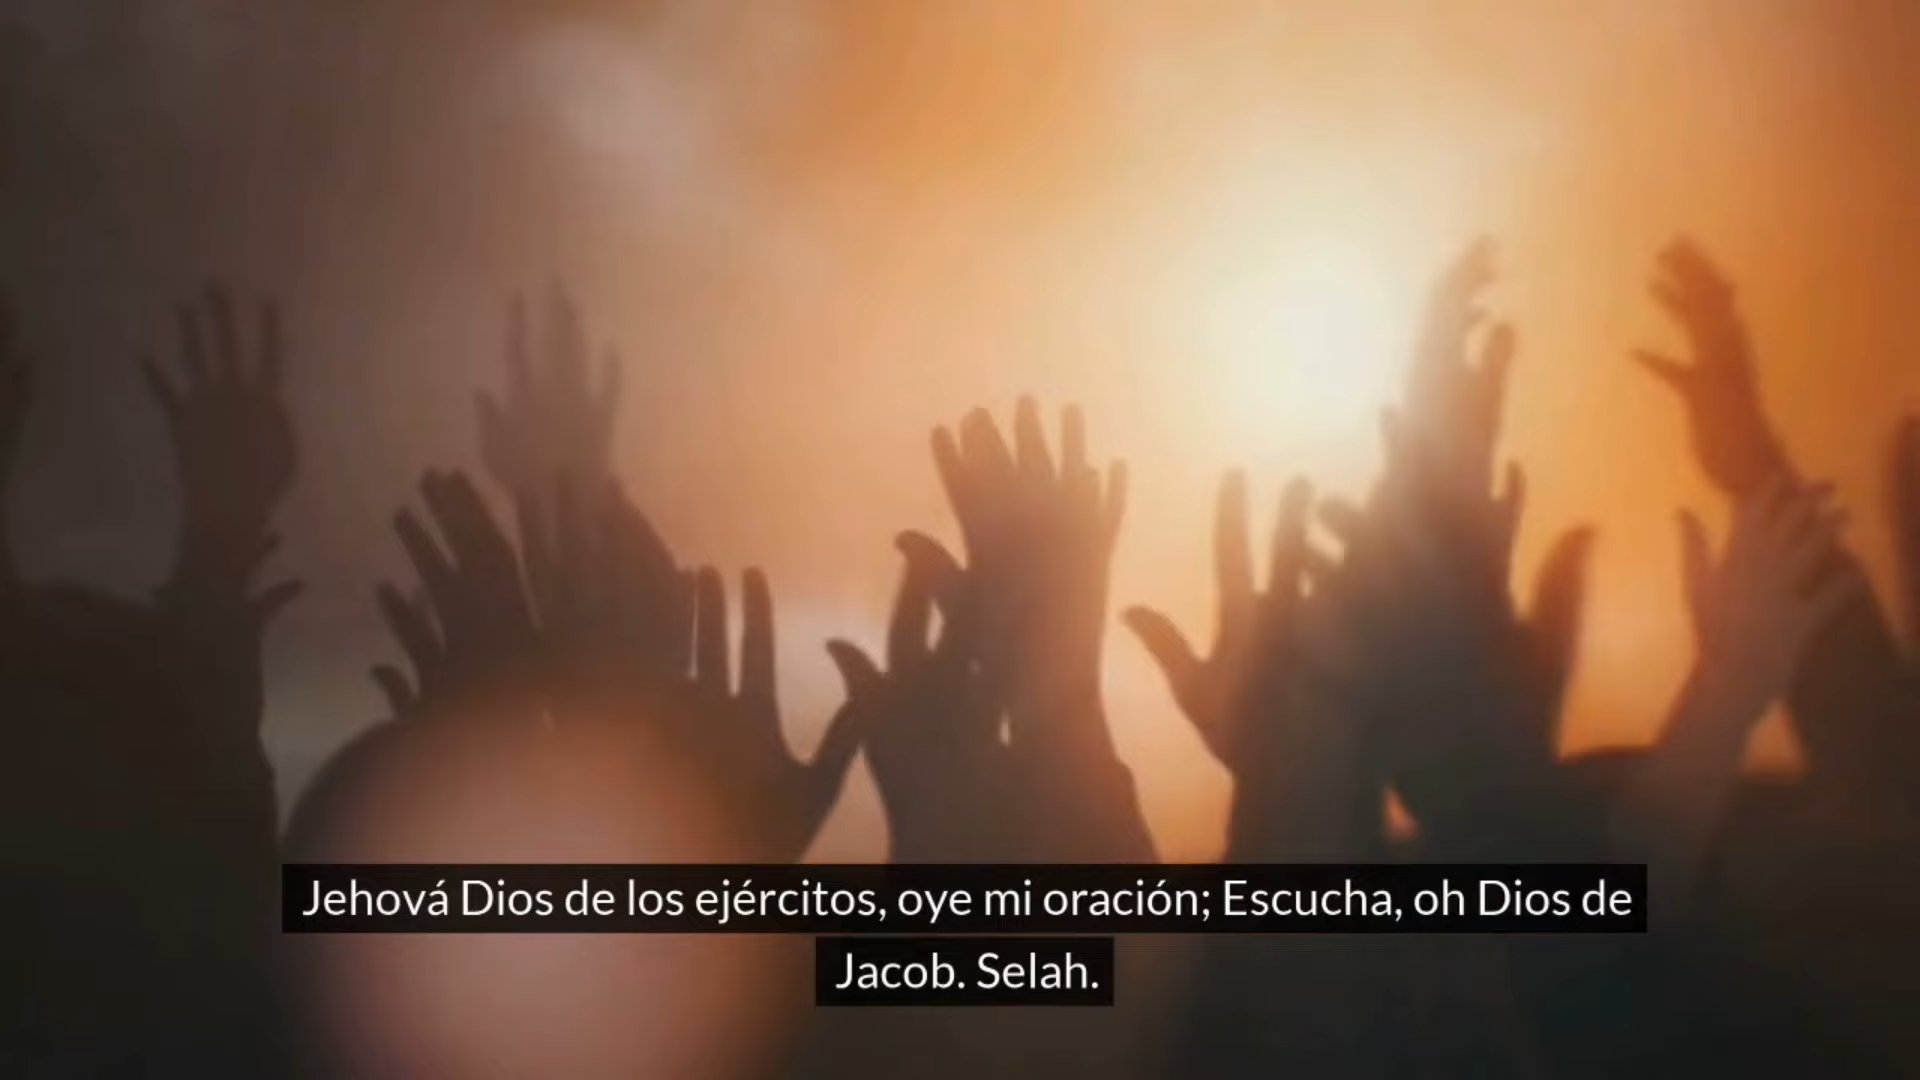 Jehová Dios de los ejércitos, oye mi oración; Escucha, oh Dios de
Jacob. Selah.